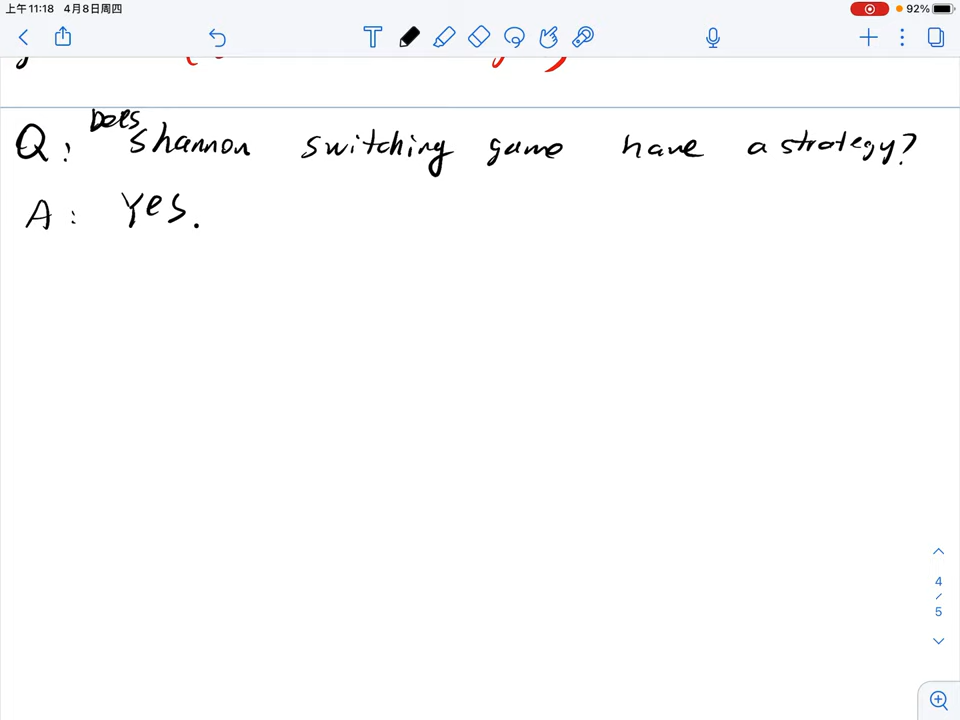 上午11:18 4月8日周四
92%
Q: Does Shannon switching game have a strategy?
A: Yes.
4
/
5